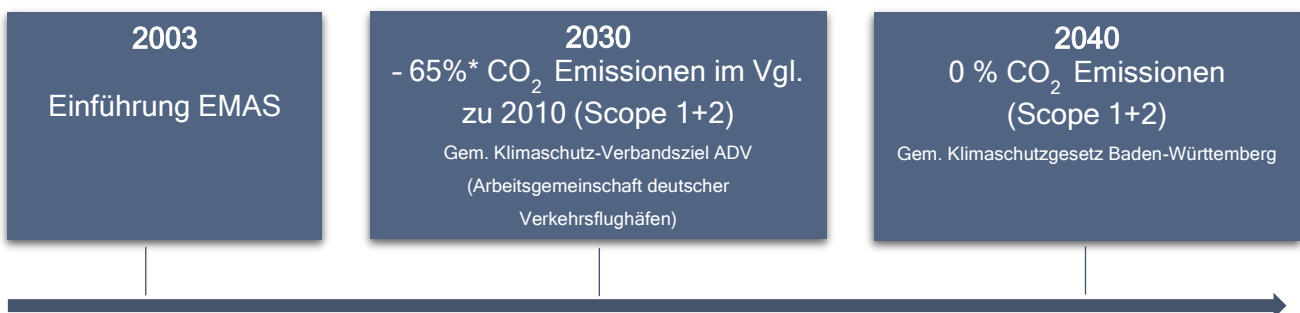 2003
Einführung EMAS
2030
- 65%* CO2 Emissionen im Vgl.
zu 2010 (Scope 1+2)
Gem. Klimaschutz-Verbandsziel ADV
(Arbeitsgemeinschaft deutscher
Verkehrsflughäfen)
2040
0 % CO2 Emissionen
(Scope 1+2)
Gem. Klimaschutzgesetz Baden-Württemberg